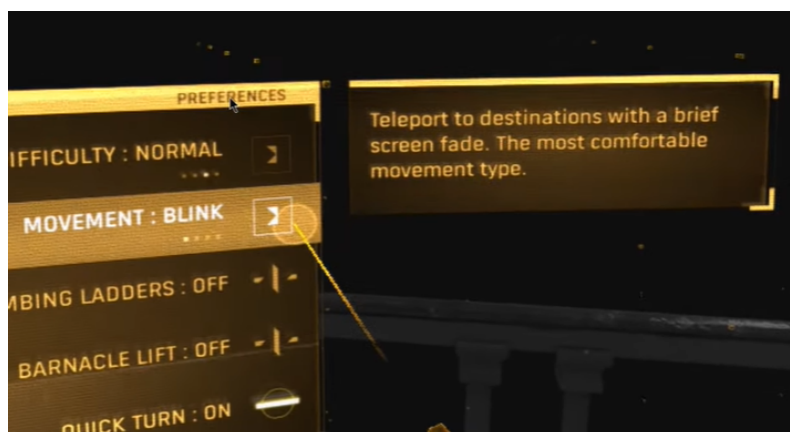 PREFERENCES
IFFICULTY : NORMAL
MOVEMENT : BLINK
MBING LADDERS : OFF
BARNACLE LIFT : OFF
QUICK TURN : ON
Teleport to destinations with a brief
screen fade. The most comfortable
movement type.